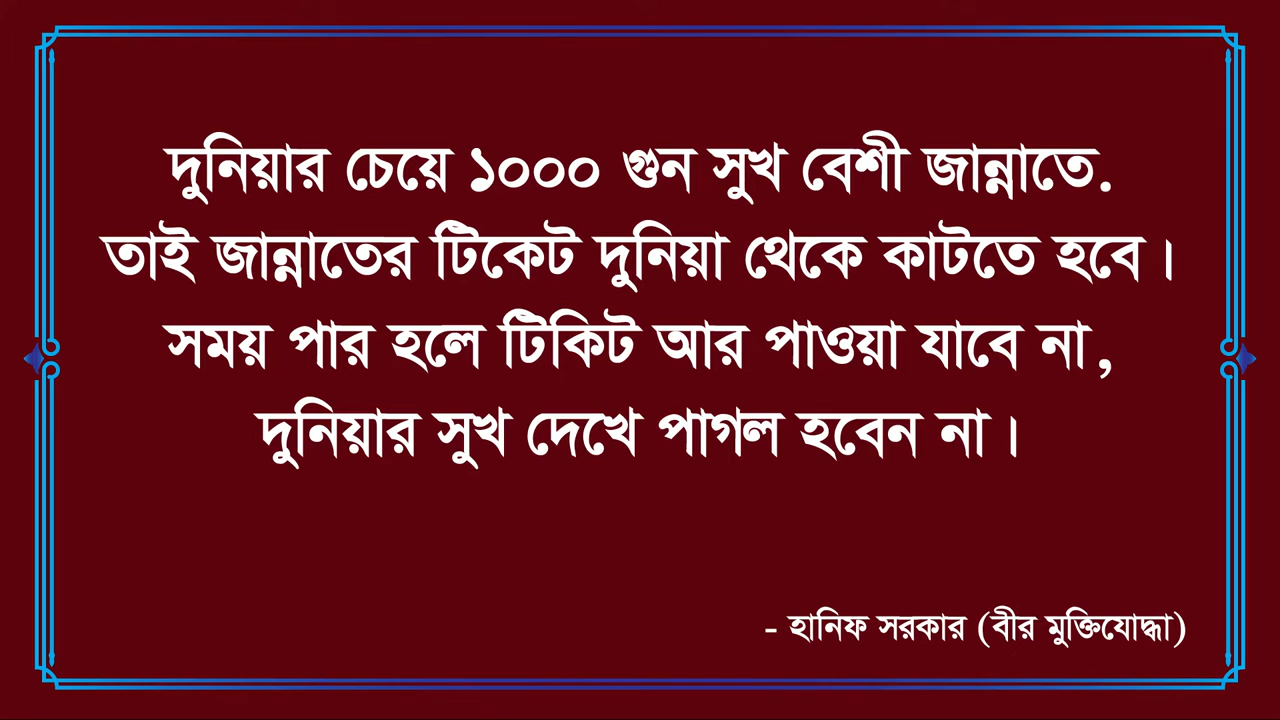 দুনিয়ার চেয়ে ১০০০ গুন সুখ বেশী জান্নাতে.
তাই জান্নাতের টিকেট দুনিয়া থেকে কাটতে হবে।
সময় পার হলে টিকিট আর পাওয়া যাবে না,
দুনিয়ার সুখ দেখে পাগল হবেন না।
- হানিফ সরকার (বীর মুক্তিযোদ্ধা)